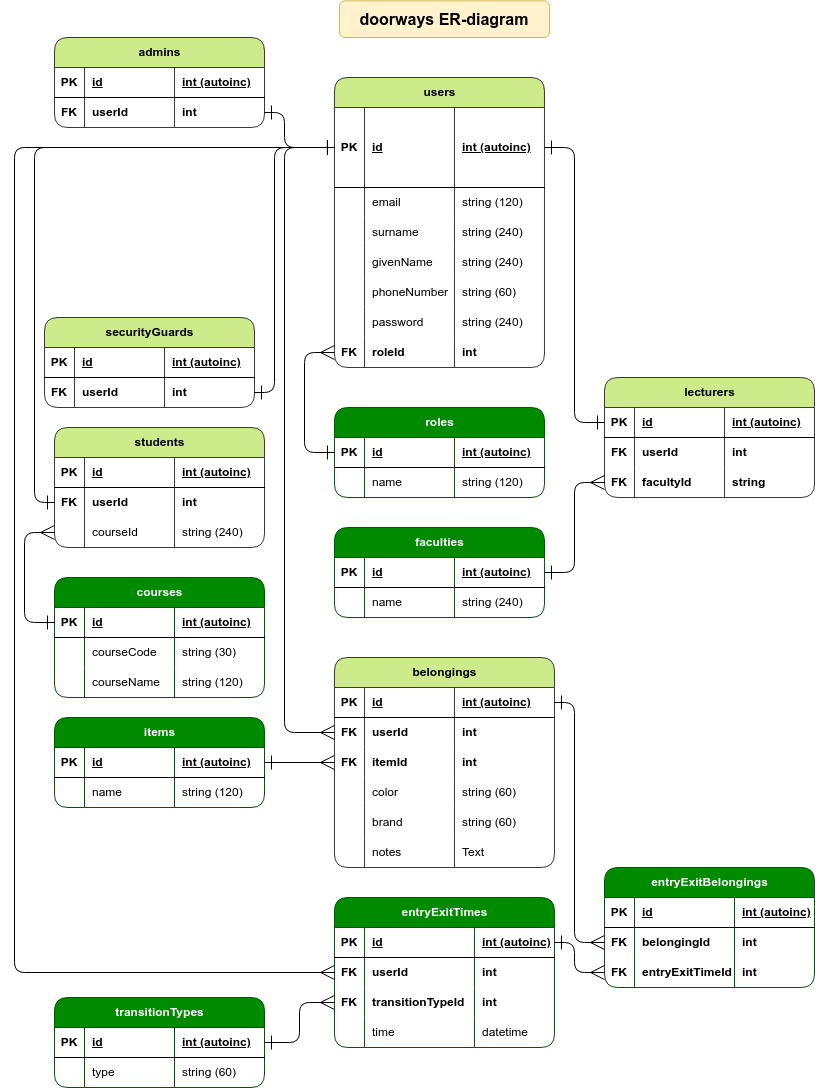 doorways ER-diagram
admins
PK id int (autoinc)
FK userId int
users
PK id int (autoinc)
email string (120)
surname string (240)
givenName string (240)
phoneNumber string (60)
password string (240)
FK roleId int
securityGuards
PK id int (autoinc)
FK userId int
lecturers
PK id int (autoinc)
FK userId int
FK facultyId string
roles
PK id int (autoinc)
name string (120)
students
PK id int (autoinc)
FK userId int
courseId string (240)
faculties
PK id int (autoinc)
name string (240)
courses
PK id int (autoinc)
courseCode string (30)
courseName string (120)
belongings
PK id int (autoinc)
FK userId int
FK itemId int
color string (60)
brand string (60)
notes Text
items
PK id int (autoinc)
name string (120)
entryExitBelongings
PK id int (autoinc)
FK belongingId int
FK entryExitTimeId int
entryExitTimes
PK id int (autoinc)
FK userId int
FK transitionTypeId int
time datetime
transitionTypes
PK id int (autoinc)
type string (60)